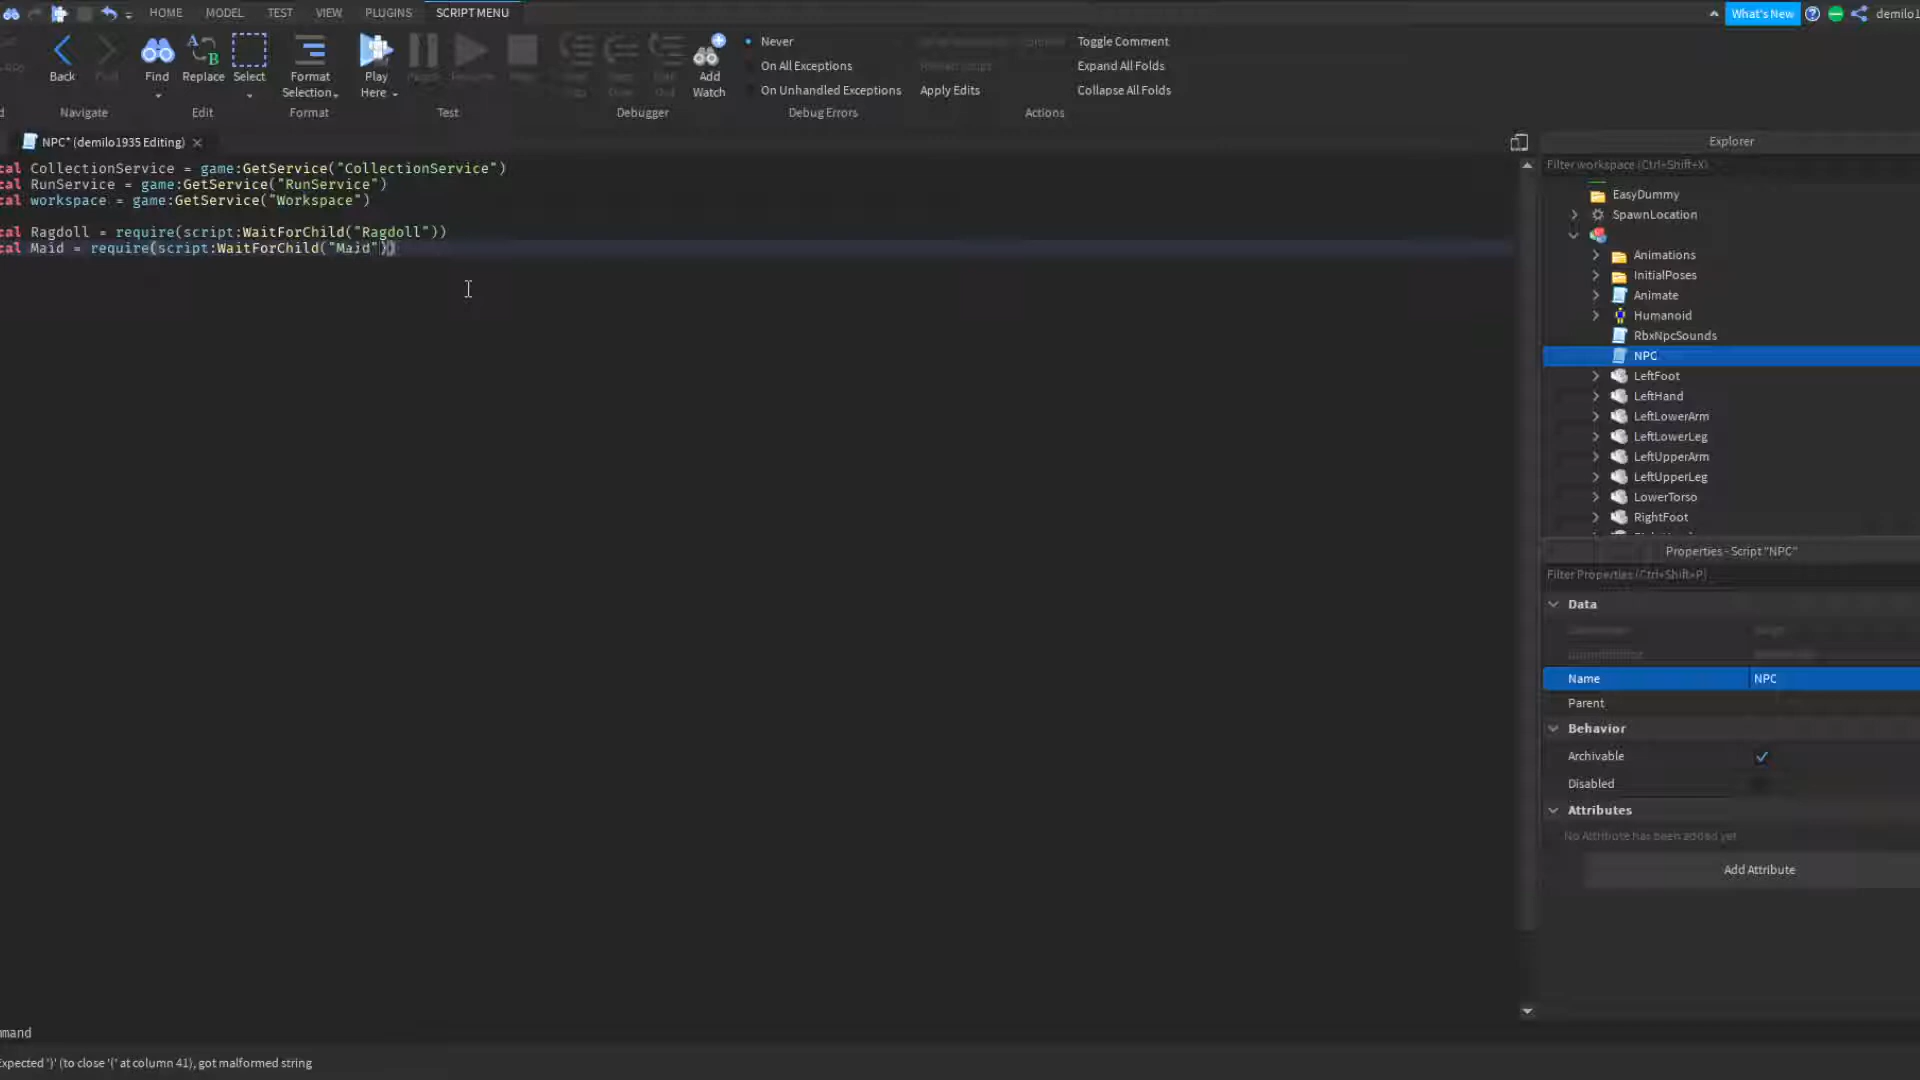 HOME MODEL TEST VIEW PLUGINS SCRIPT MENU
What's New
demilo1
Back
Find
Replace
Select
Format Selection
Play Here
Add Watch
Never
On All Exceptions
On Unhandled Exceptions
Apply Edits
Toggle Comment
Expand All Folds
Collapse All Folds
Navigate
Edit
Format
Test
Debugger
Debug Errors
Actions
NPC* (demilo1935 Editing)
cal CollectionService = game:GetService("CollectionService")
cal RunService = game:GetService("RunService")
cal workspace = game:GetService("Workspace")
cal Ragdoll = require(script:WaitForChild("Ragdoll"))
cal Maid = require(script:WaitForChild("Maid"))
Explorer
Filter workspace (Ctrl+Shift+X)
EasyDummy
SpawnLocation
Animations
InitialPoses
Animate
Humanoid
RbxNpcSounds
NPC
LeftFoot
LeftHand
LeftLowerArm
LeftLowerLeg
LeftUpperArm
LeftUpperLeg
LowerTorso
RightFoot
Properties - Script "NPC"
Filter Properties (Ctrl+Shift+P)
Data
Name NPC
Parent
Behavior
Archivable
Disabled
Attributes
No Attribute has been added yet
Add Attribute
mmand
Expected ')' (to close '(' at column 41), got malformed string